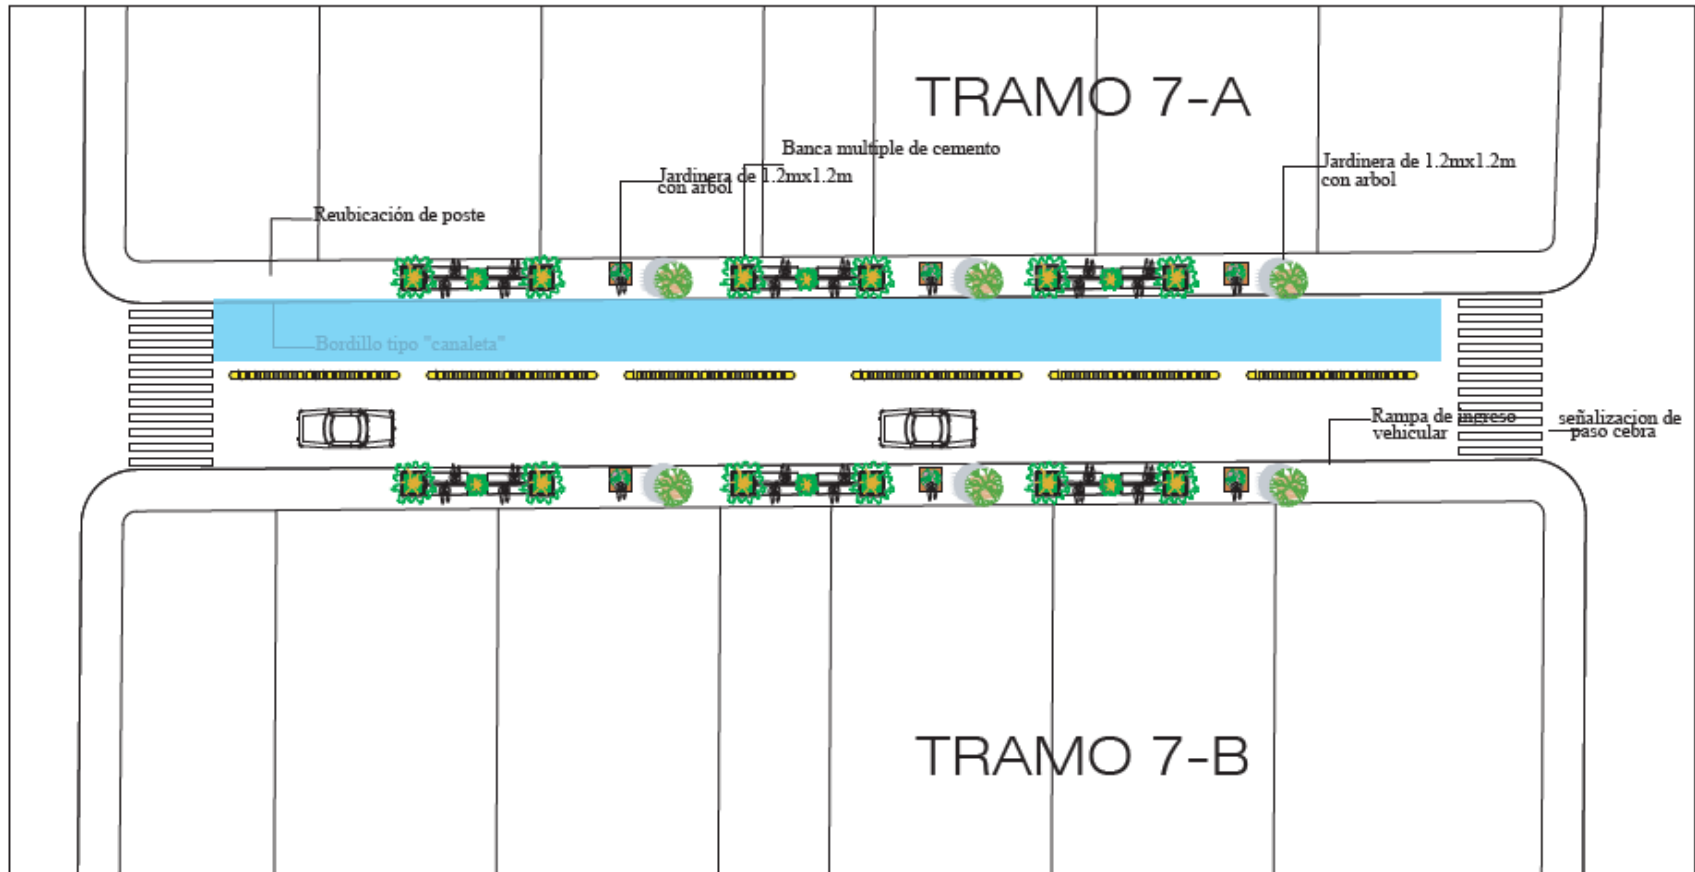 TRAMO 7-A
Banca multiple de cemento
Jardinera de 1.2mx1.2m
con arbol
Jardinera de 1.2mx1.2m
con arbol
Reubicación de poste
Bordillo tipo "canaleta"
Rampa de ingreso
vehicular
señalizacion de
paso cebra
TRAMO 7-B